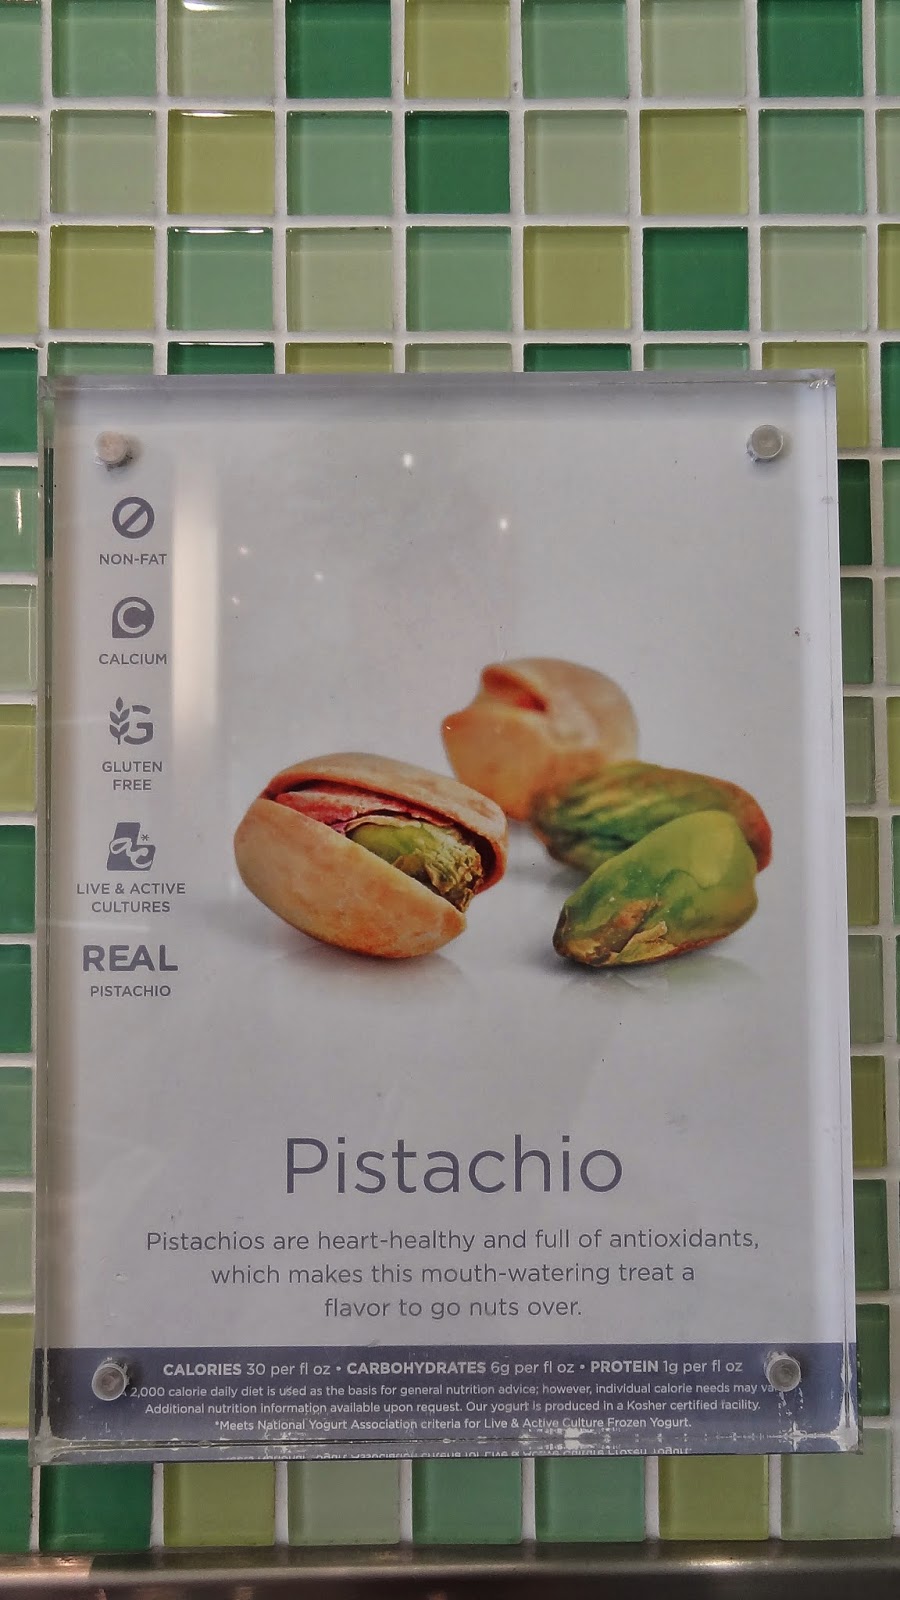 NON-FAT
CALCIUM
GLUTEN
FREE
LIVE & ACTIVE
CULTURES
REAL
PISTACHIO
Pistachio
Pistachios are heart-healthy and full of antioxidants,
which makes this mouth-watering treat a
flavor to go nuts over.
CALORIES 30 per fl oz • CARBOHYDRATES 6g per fl oz • PROTEIN 1g per fl oz
2,000 calorie daily diet is used as the basis for general nutrition advice; however, individual calorie needs may
Additional nutrition information available upon request. Our yogurt is produced in a Kosher certified facility.
*Meets National Yogurt Association criteria for Live & Active Culture Frozen Yogurt.